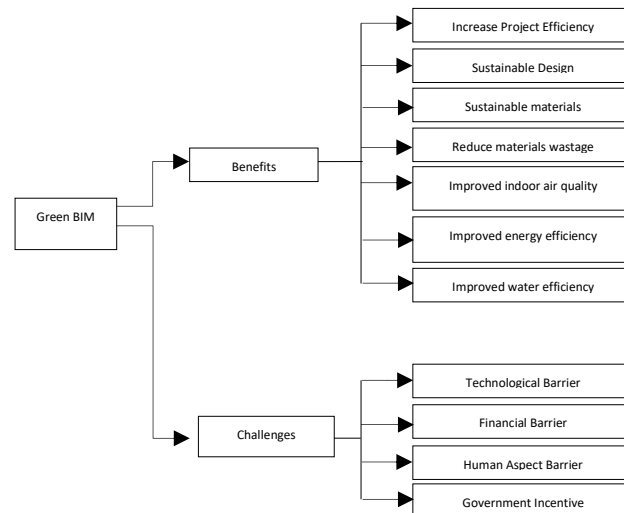 Green BIM
Benefits
Increase Project Efficiency
Sustainable Design
Sustainable materials
Reduce materials wastage
Improved indoor air quality
Improved energy efficiency
Improved water efficiency
Challenges
Technological Barrier
Financial Barrier
Human Aspect Barrier
Government Incentive